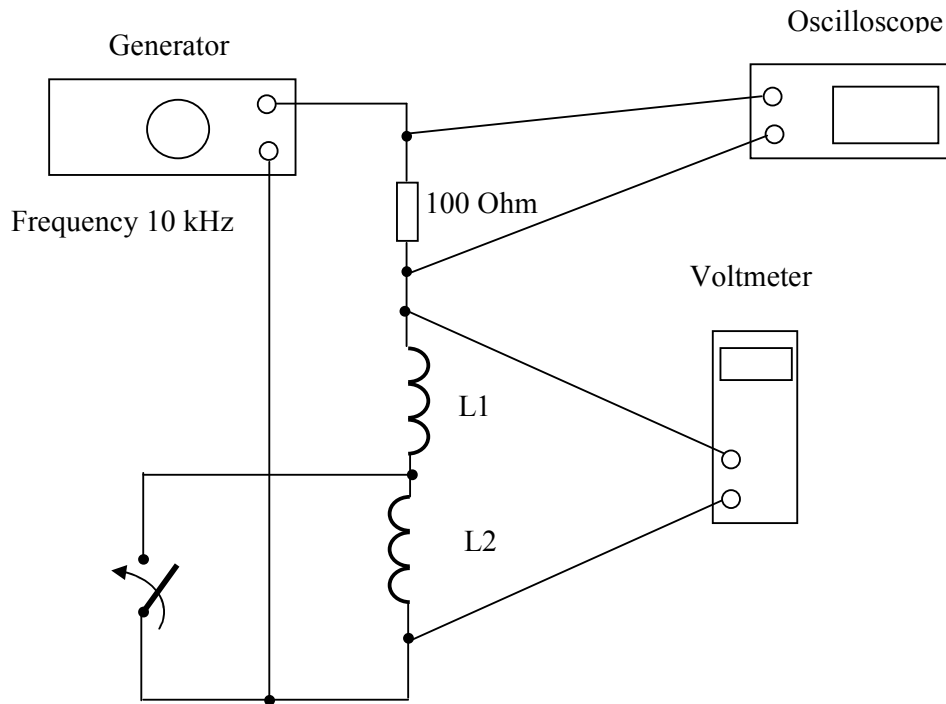 Oscilloscope
Generator
100 Ohm
Frequency 10 kHz
Voltmeter
L1
L2